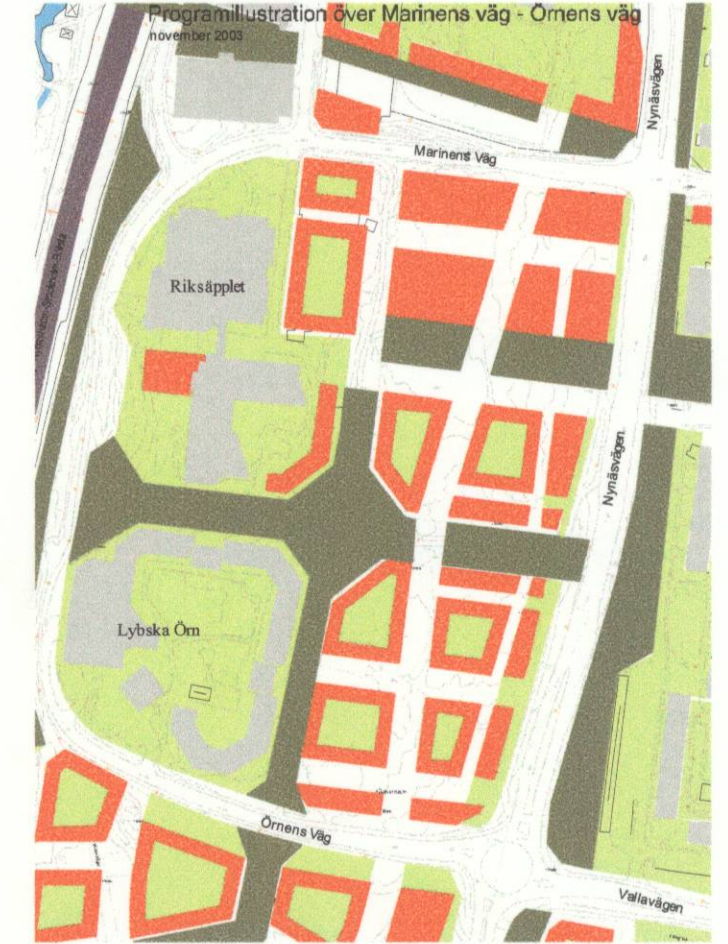 Programillustration över Marinens väg - Örnens väg
november 2003
Nynäsvägen
Marinens Väg
Riksäpplet
Nynäsvägen
Lybska Örn
Örnens Väg
Vallavägen